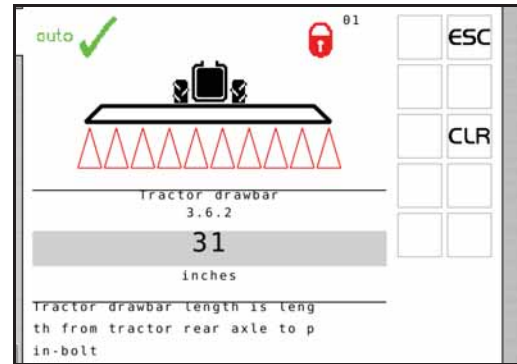 auto
01
ESC
CLR
Tractor drawbar
3.6.2
31
inches
Tractor drawbar length is leng
th from tractor rear axle to p
in-bolt